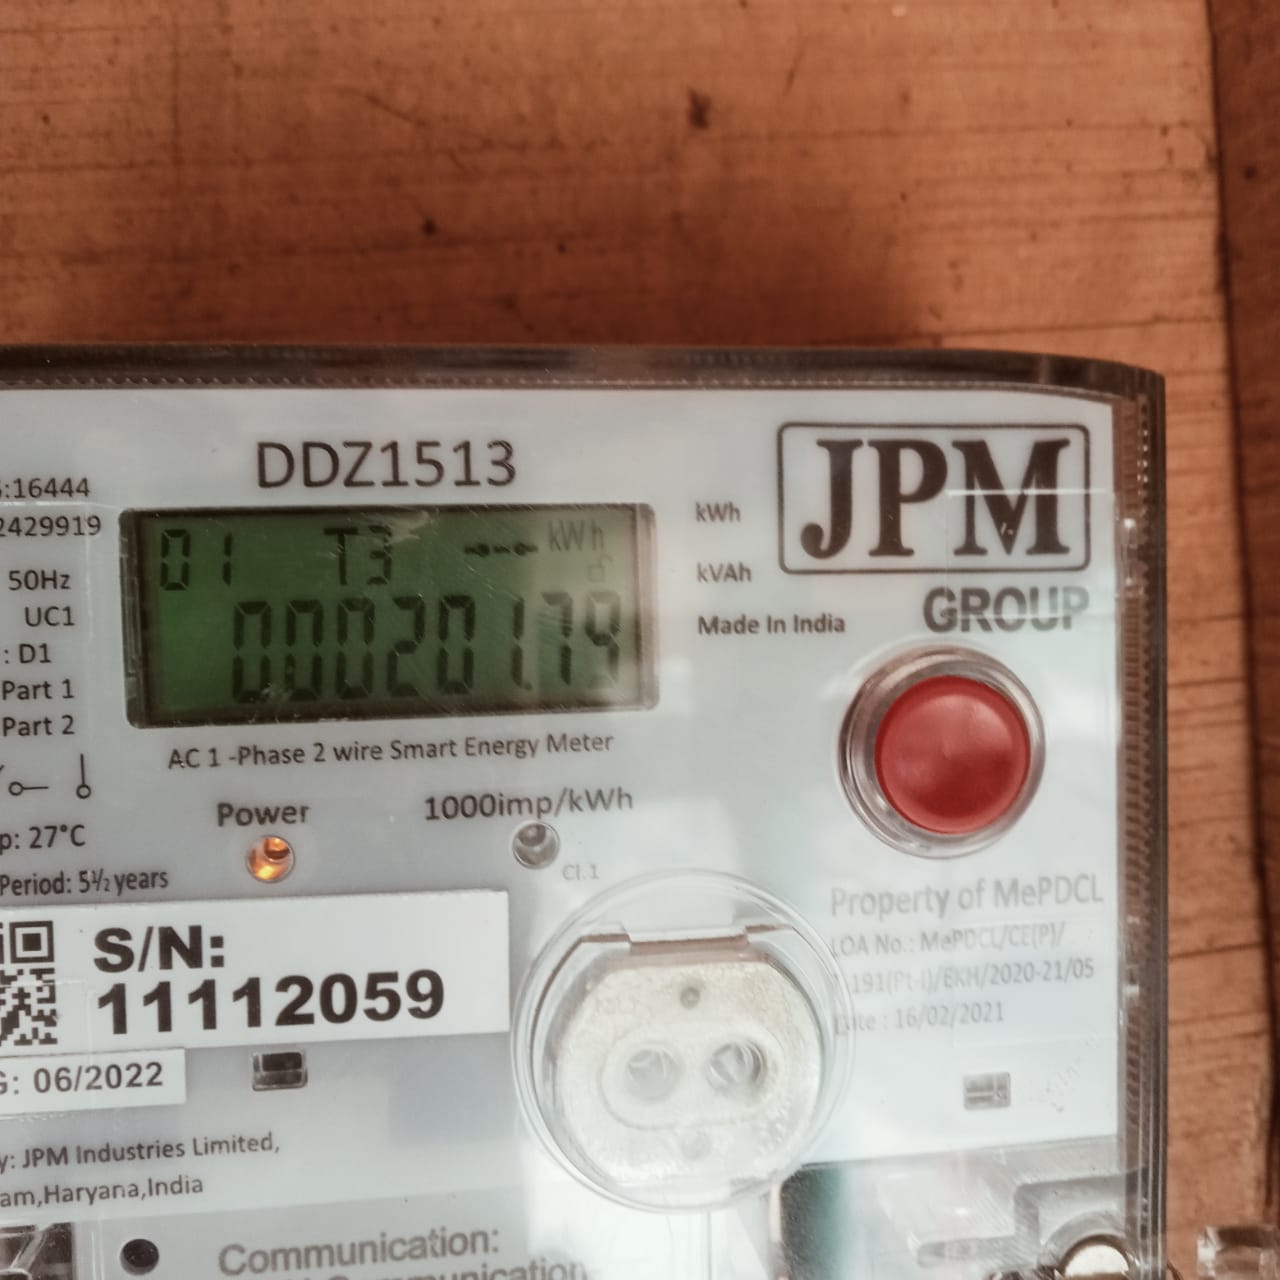 DDZ1513
:16444
2429919
50Hz
UC1
: D1
Part 1
Part 2
p: 27°C
Period: 5½ years
01 T3 kWh
000201.79
kWh
kVAh
Made In India
JPM
GROUP
AC 1 -Phase 2 wire Smart Energy Meter
Power
1000imp/kWh
Cl.1
S/N:
11112059
G: 06/2022
y: JPM Industries Limited,
am,Haryana,India
Property of MePDCL
LOA No.: MePDCL/CE(P)/
191(Pt-I)/EKH/2020-21/05
Date : 16/02/2021
Communication: